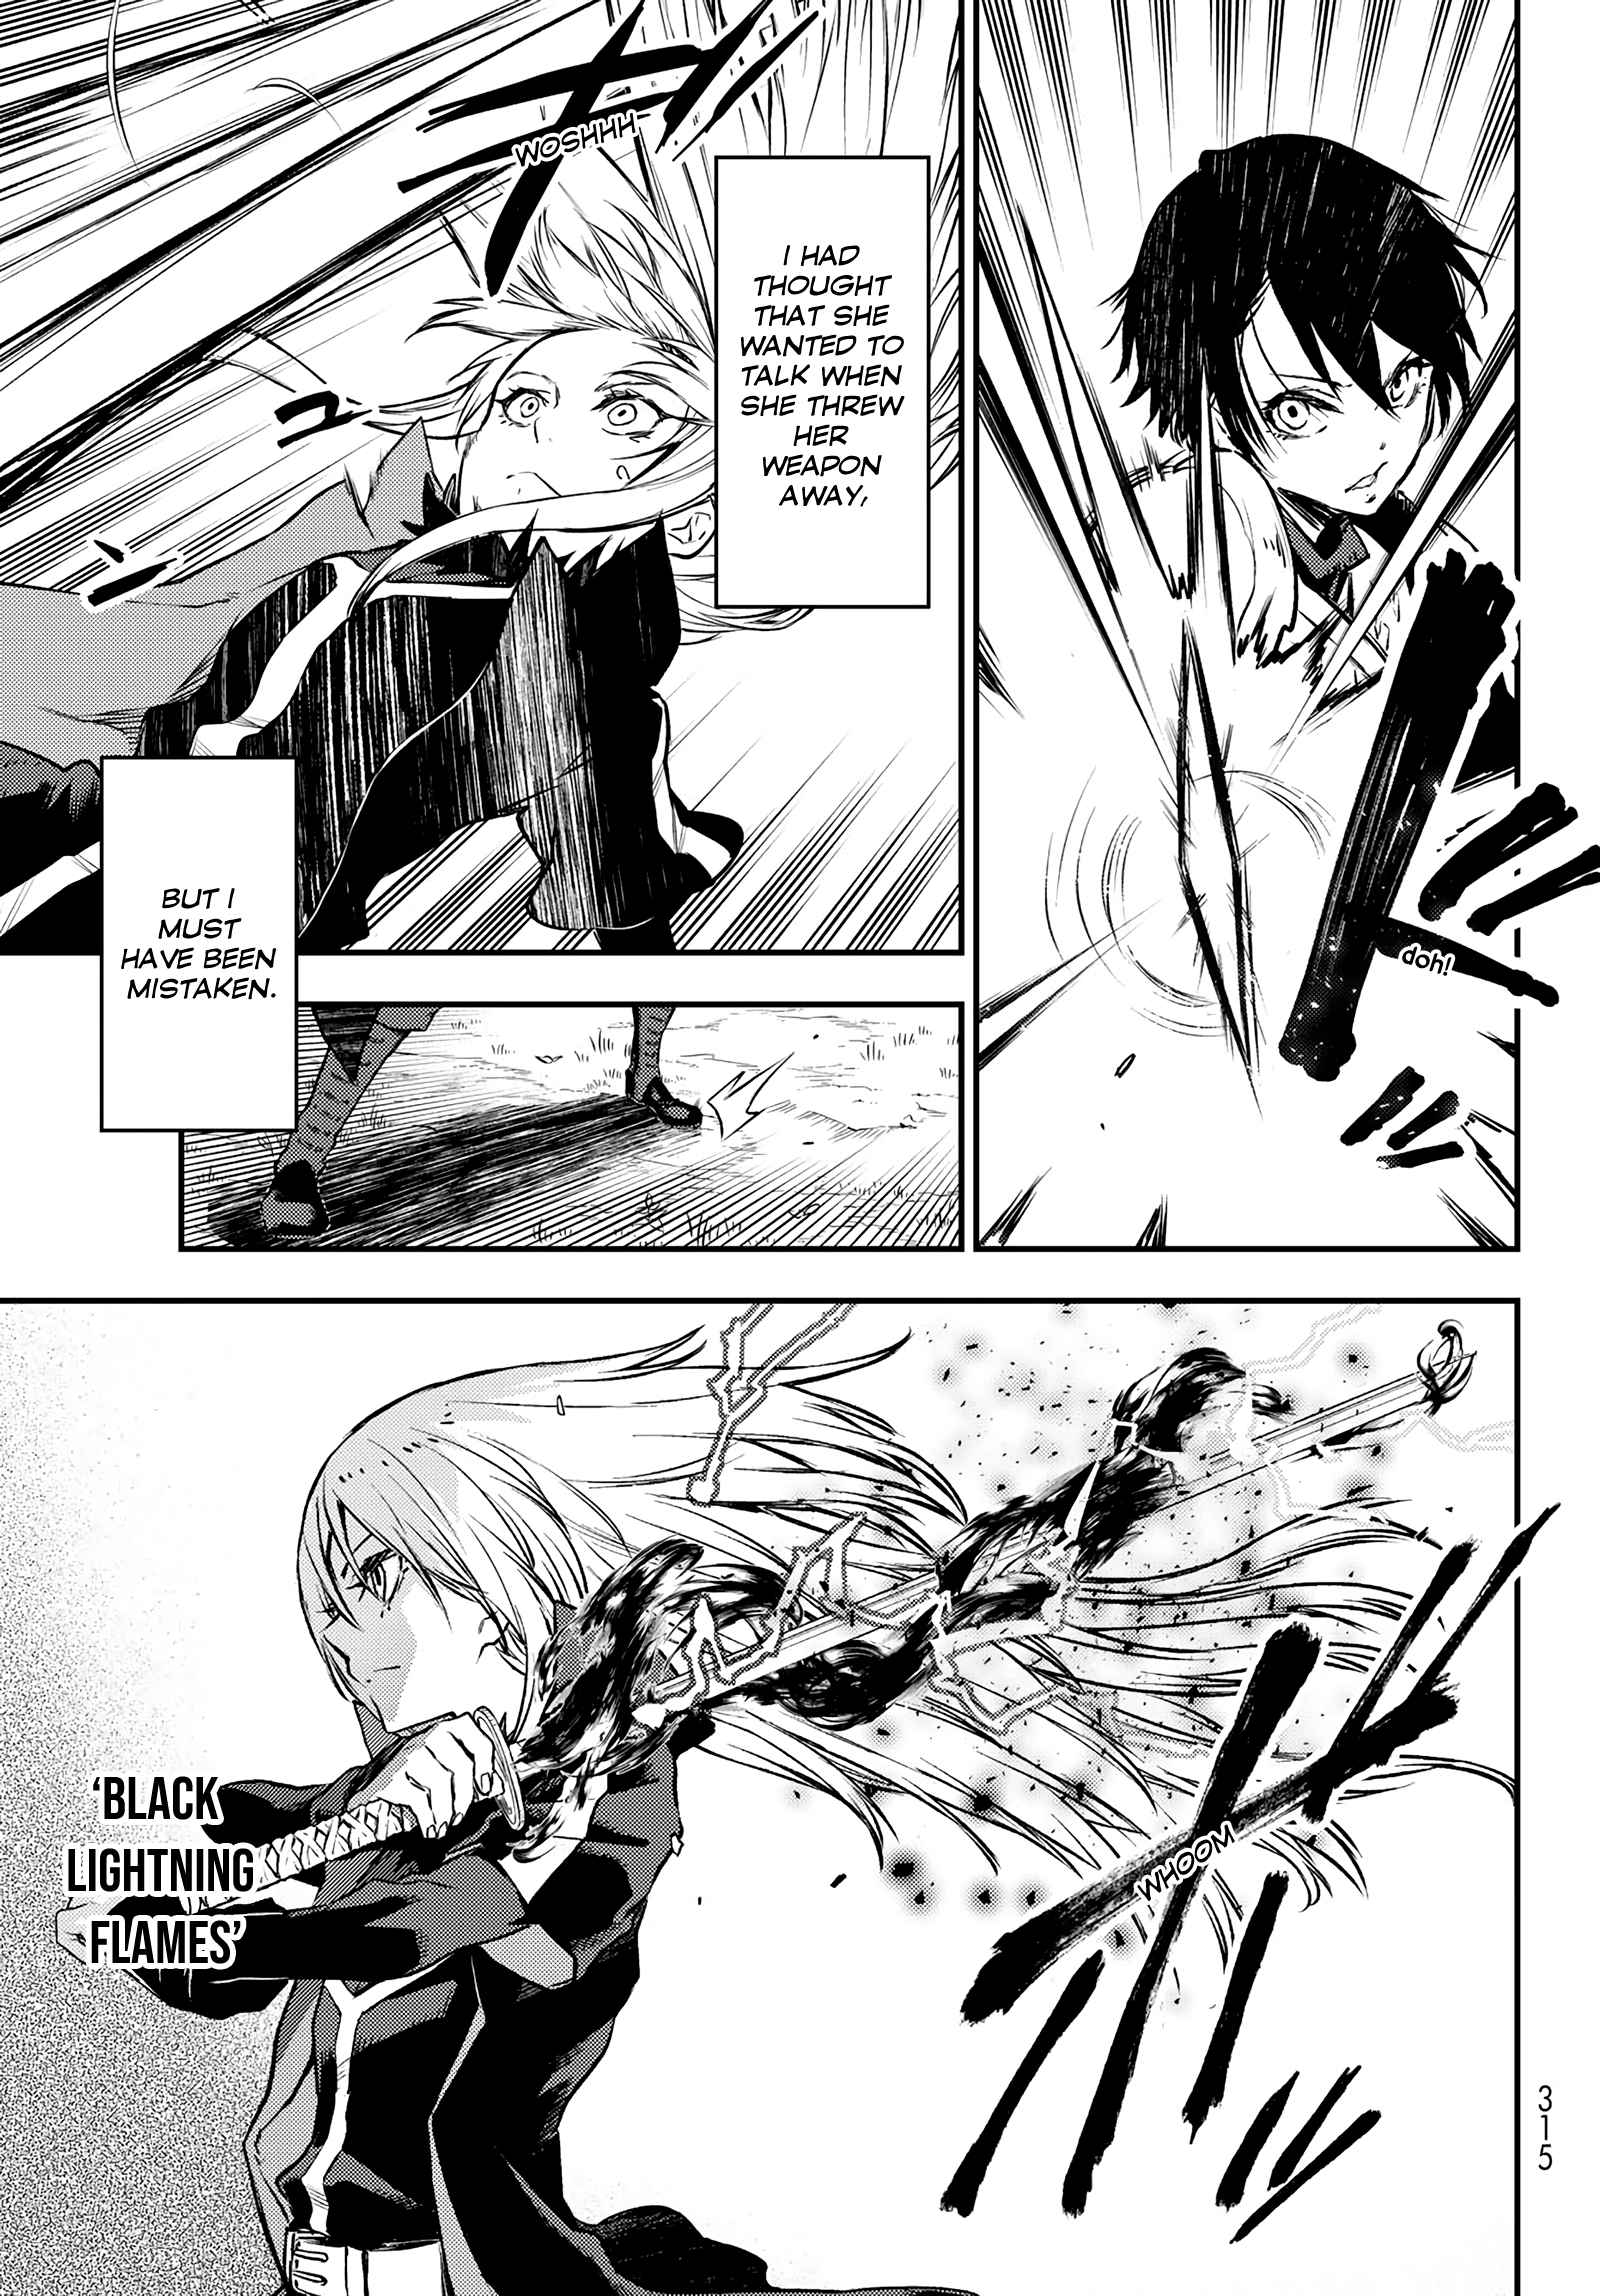 doh!
WOSHHH
I HAD
THOUGHT
THAT SHE
WANTED TO
TALK WHEN
SHE THREW
HER
WEAPON
AWAY,
BUT I
MUST
HAVE BEEN
MISTAKEN.
'BLACK
LIGHTNING
FLAMES'
WHOOM
315